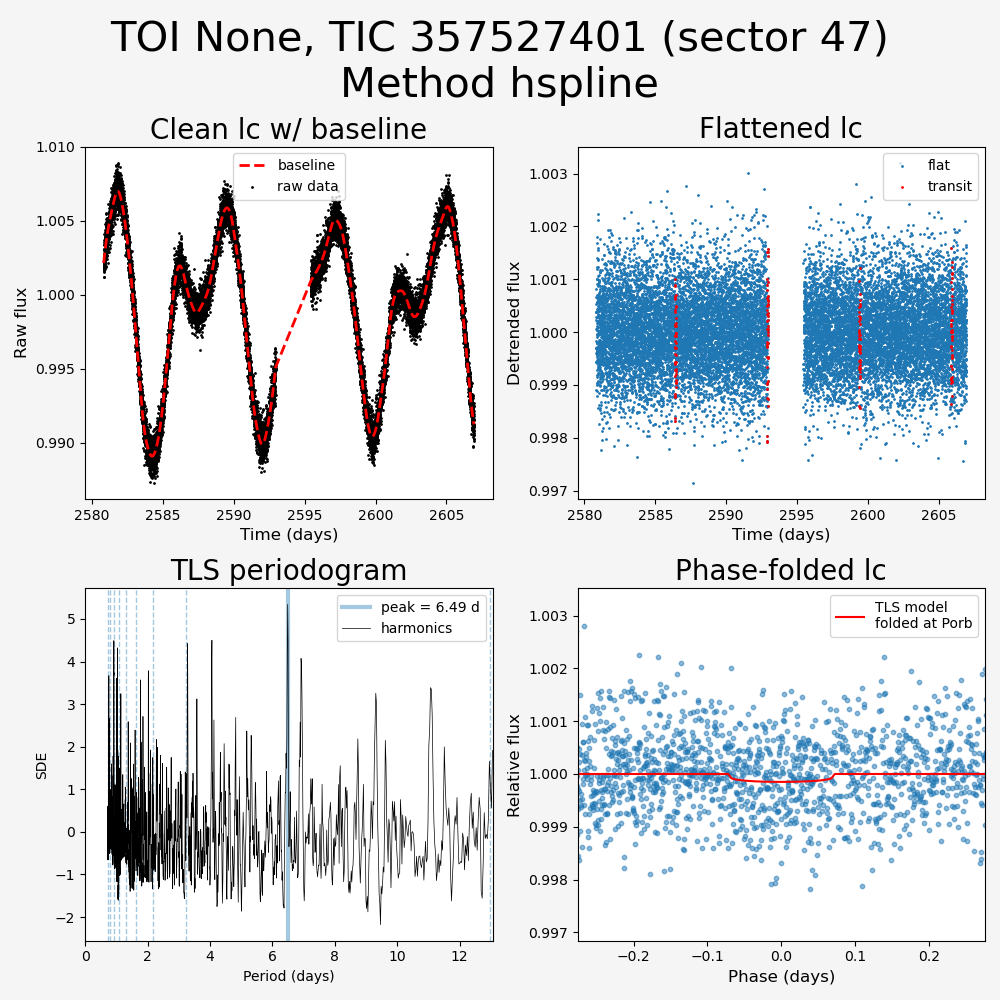 TOI None, TIC 357527401 (sector 47)
Method hspline
Clean lc w/ baseline
Raw flux
1.010
1.005
1.000
0.995
0.990
baseline
raw data
2580
2585
2590
2595
2600
2605
Time (days)
Flattened lc
Detrended flux
1.003
1.002
1.001
1.000
0.999
0.998
0.997
flat
transit
2580
2585
2590
2595
2600
2605
Time (days)
TLS periodogram
SDE
5
4
3
2
1
0
−1
−2
peak = 6.49 d
harmonics
0
2
4
6
8
10
12
Period (days)
Phase-folded lc
Relative flux
1.003
1.002
1.001
1.000
0.999
0.998
0.997
TLS model
folded at Porb
−0.2
−0.1
0.0
0.1
0.2
Phase (days)